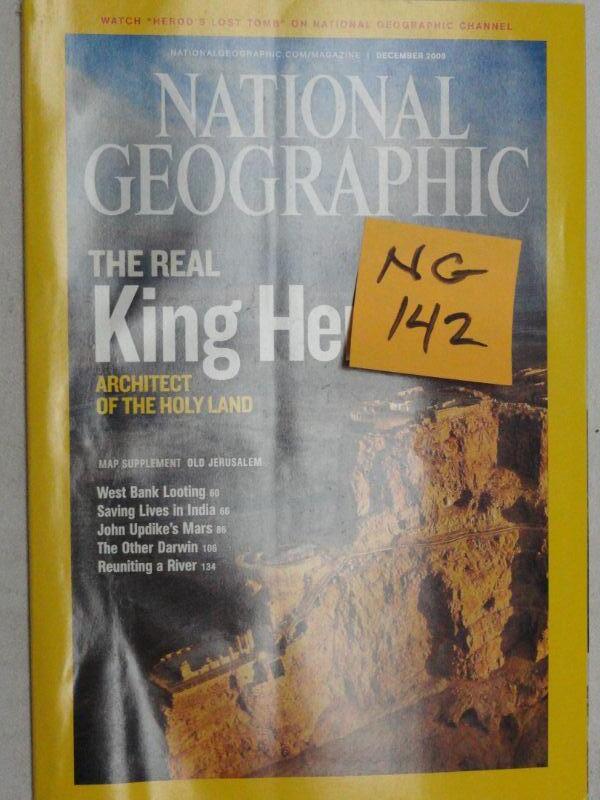 WATCH "HEROD'S LOST TOMB" ON NATIONAL GEOGRAPHIC CHANNEL
NATIONALGEOGRAPHIC.COM/MAGAZINE | DECEMBER 2008
NATIONAL
GEOGRAPHIC
THE REAL
King He
NG
142
ARCHITECT
OF THE HOLY LAND
MAP SUPPLEMENT OLD JERUSALEM
West Bank Looting 60
Saving Lives in India 66
John Updike's Mars 86
The Other Darwin 106
Reuniting a River 134